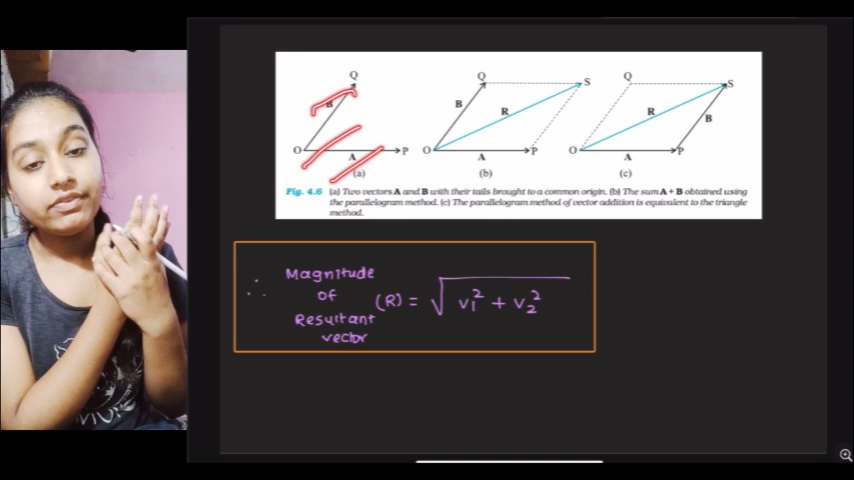 Q
B
O
A
P
(a)
Q
S
B
R
O
A
P
(b)
Q
S
R
B
O
A
P
(c)
Fig. 4.6 (a) Two vectors A and B with their tails brought to a common origin. (b) The sum A + B obtained using
the parallelogram method. (c) The parallelogram method of vector addition is equivalent to the triangle
method.
∴ Magnitude
of
Resultant
vector
(R) = √v₁² + v₂²